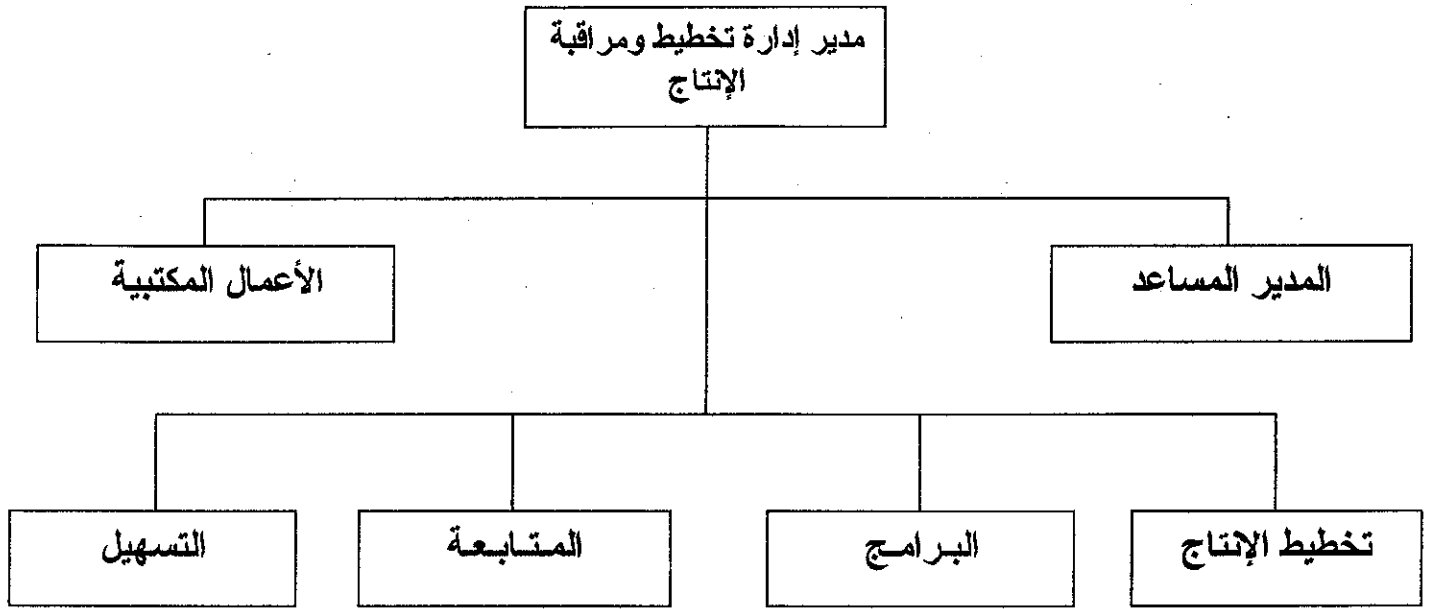 مدير إدارة تخطيط ومراقبة
الإنتاج
المدير المساعد
الأعمال المكتبية
تخطيط الإنتاج
البرامج
المتابعة
التسهيل